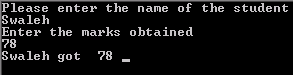 Please enter the name of the student
Swaleh
Enter the marks obtained
78
Swaleh got  78